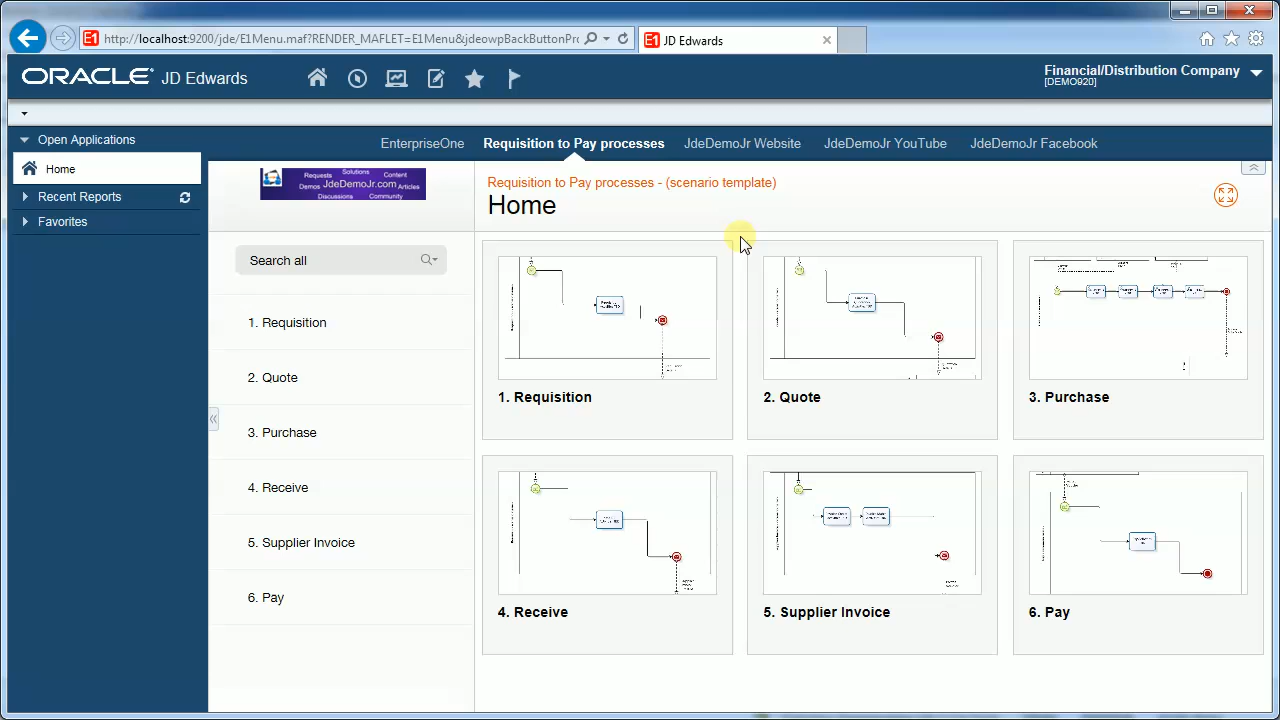 http://localhost:9200/jde/E1Menu.maf?RENDER_MAFLET=E1Menu&jdeowpBackButtonPro
E1 JD Edwards
ORACLE JD Edwards
Financial/Distribution Company
[DEMO920]
Open Applications
Home
Recent Reports
Favorites
EnterpriseOne
Requisition to Pay processes
JdeDemoJr Website
JdeDemoJr YouTube
JdeDemoJr Facebook
Requests Solutions Content
Demos JdeDemoJr.com Articles
Discussions Community
Requisition to Pay processes - (scenario template)
Home
Search all
1. Requisition
2. Quote
3. Purchase
4. Receive
5. Supplier Invoice
6. Pay
1. Requisition
2. Quote
3. Purchase
4. Receive
5. Supplier Invoice
6. Pay